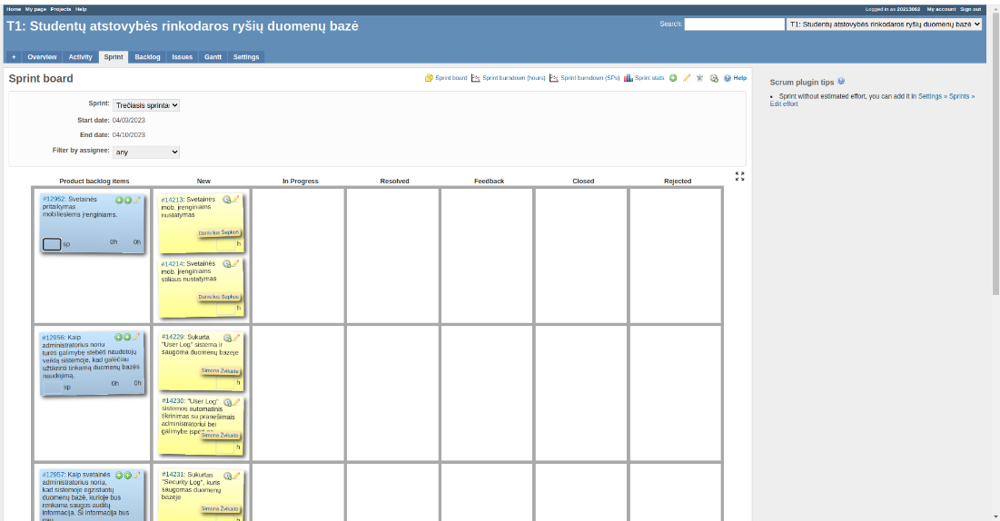 Home My page Projects Help
Logged in as 20213802 My account Sign out
T1: Studentų atstovybės rinkodaros ryšių duomenų bazė
Search:
T1: Studentų atstovybės rinkodaros ryšių duomenų bazė
+ Overview Activity Sprint Backlog Issues Gantt Settings
Sprint board
Sprint board Sprint burndown (hours) Sprint burndown (SPs) Sprint stats Help
Sprint: Trečiasis sprintas
Start date: 04/03/2023
End date: 04/10/2023
Filter by assignee: any
Scrum plugin tips
Sprint without estimated effort, you can add it in Settings » Sprints »
Edit effort
Product backlog items New In Progress Resolved Feedback Closed Rejected
#12952: Svetainės
pritaikymas
mobiliesiems įrenginiams.
sp 0h 0h
#14213: Svetainės
mob. įrenginiams
nustatymas
Danielius Šepkus
h
#14214: Svetainės
mob. įrenginiams
stiliaus nustatymas
Danielius Šepkus
h
#12956: Kaip
administratorius noriu
turėti galimybę stebėti naudotojų
veiklą sistemoje, kad galėčiau
užtikrinti tinkamą duomenų bazės
naudojimą.
sp 0h 0h
#14229: Sukurta
"User Log" sistema ir
saugoma duomenų bazėje
Simona Žvikaitė
h
#14230: "User Log"
sistemos automatinis
tikrinimas su pranešimais
administratoriui bei
galimybe įspėti
Simona Žvikaitė
h
#12957: Kaip svetainės
administratorius noriu,
kad sistemoje egzistuotų
duomenų bazė, kurioje bus
renkama saugos auditų
informacija. Ši informacija bus
#14231: Sukurtas
"Security Log", kuris
saugomas duomenų
bazėje
Simona Žvikaitė
h